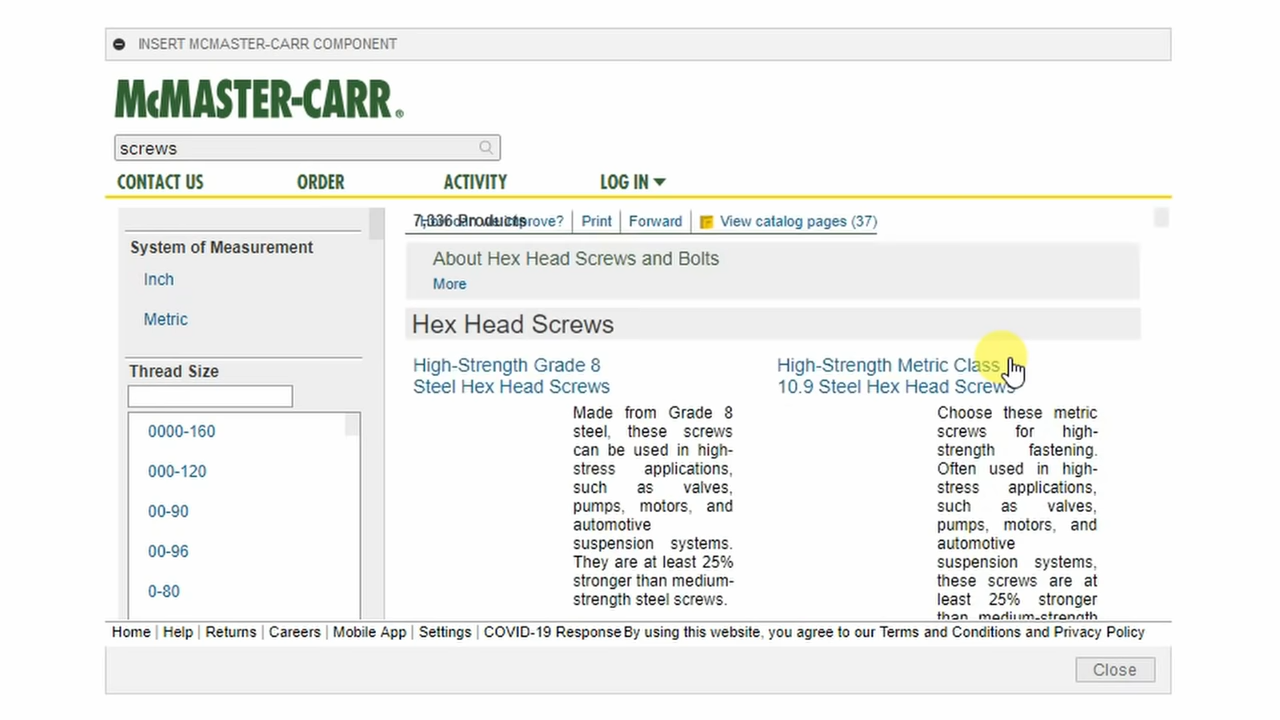 INSERT MCMASTER-CARR COMPONENT
McMASTER-CARR®
screws
CONTACT US ORDER ACTIVITY LOG IN
7,336 Products Print Forward View catalog pages (37)
System of Measurement
Inch
Metric
Thread Size
0000-160
000-120
00-90
00-96
0-80
About Hex Head Screws and Bolts
More
Hex Head Screws
High-Strength Grade 8
Steel Hex Head Screws
Made from Grade 8
steel, these screws
can be used in high-
stress applications,
such as valves,
pumps, motors, and
automotive
suspension systems.
They are at least 25%
stronger than medium-
strength steel screws.
High-Strength Metric Class
10.9 Steel Hex Head Screws
Choose these metric
screws for high-
strength fastening.
Often used in high-
stress applications,
such as valves,
pumps, motors, and
automotive
suspension systems,
these screws are at
least 25% stronger
than medium-strength
Home Help Returns Careers Mobile App Settings COVID-19 Response By using this website, you agree to our Terms and Conditions and Privacy Policy
Close